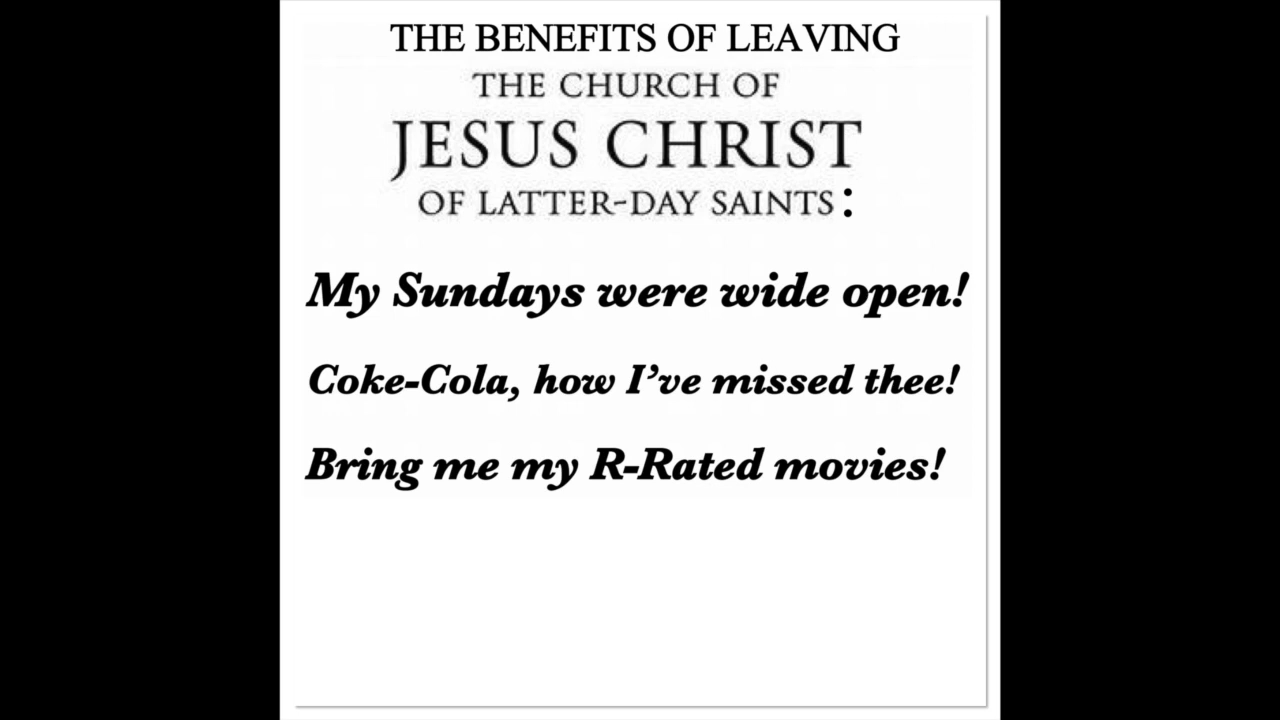 THE BENEFITS OF LEAVING
THE CHURCH OF
JESUS CHRIST
OF LATTER-DAY SAINTS:
My Sundays were wide open!
Coke-Cola, how I’ve missed thee!
Bring me my R-Rated movies!